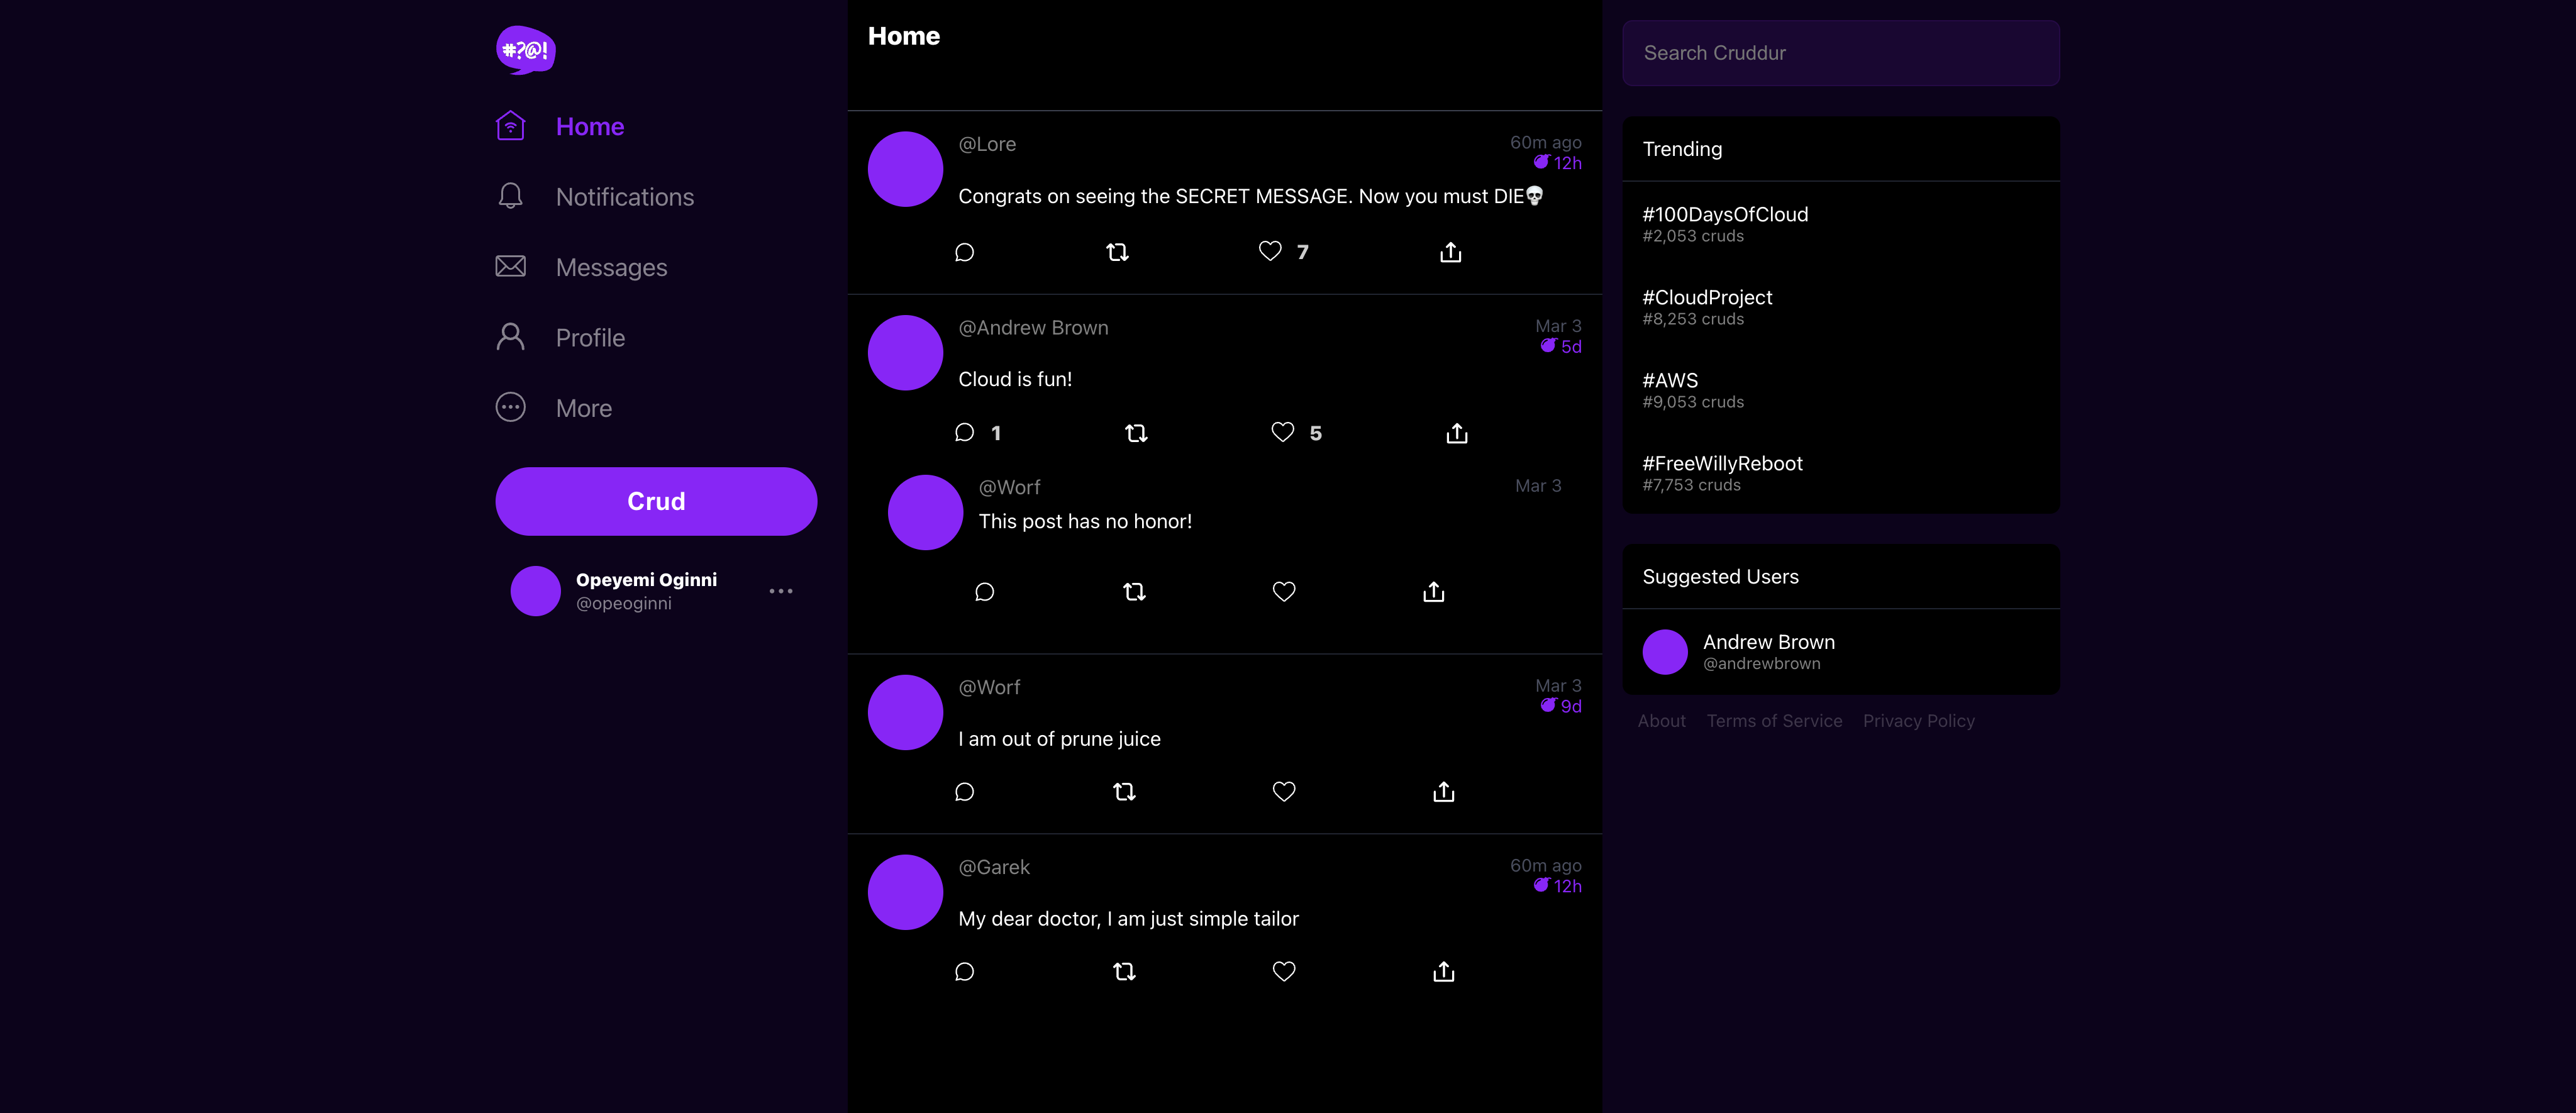 #?@!
Home
Notifications
Messages
Profile
More
Crud
Opeyemi Oginni
@opeoginni
Home
@Lore
60m ago
12h
Congrats on seeing the SECRET MESSAGE. Now you must DIE💀
7
@Andrew Brown
Mar 3
5d
Cloud is fun!
1
5
@Worf
Mar 3
This post has no honor!
@Worf
Mar 3
9d
I am out of prune juice
@Garek
60m ago
12h
My dear doctor, I am just simple tailor
Search Cruddur
Trending
#100DaysOfCloud
#2,053 cruds
#CloudProject
#8,253 cruds
#AWS
#9,053 cruds
#FreeWillyReboot
#7,753 cruds
Suggested Users
Andrew Brown
@andrewbrown
About Terms of Service Privacy Policy